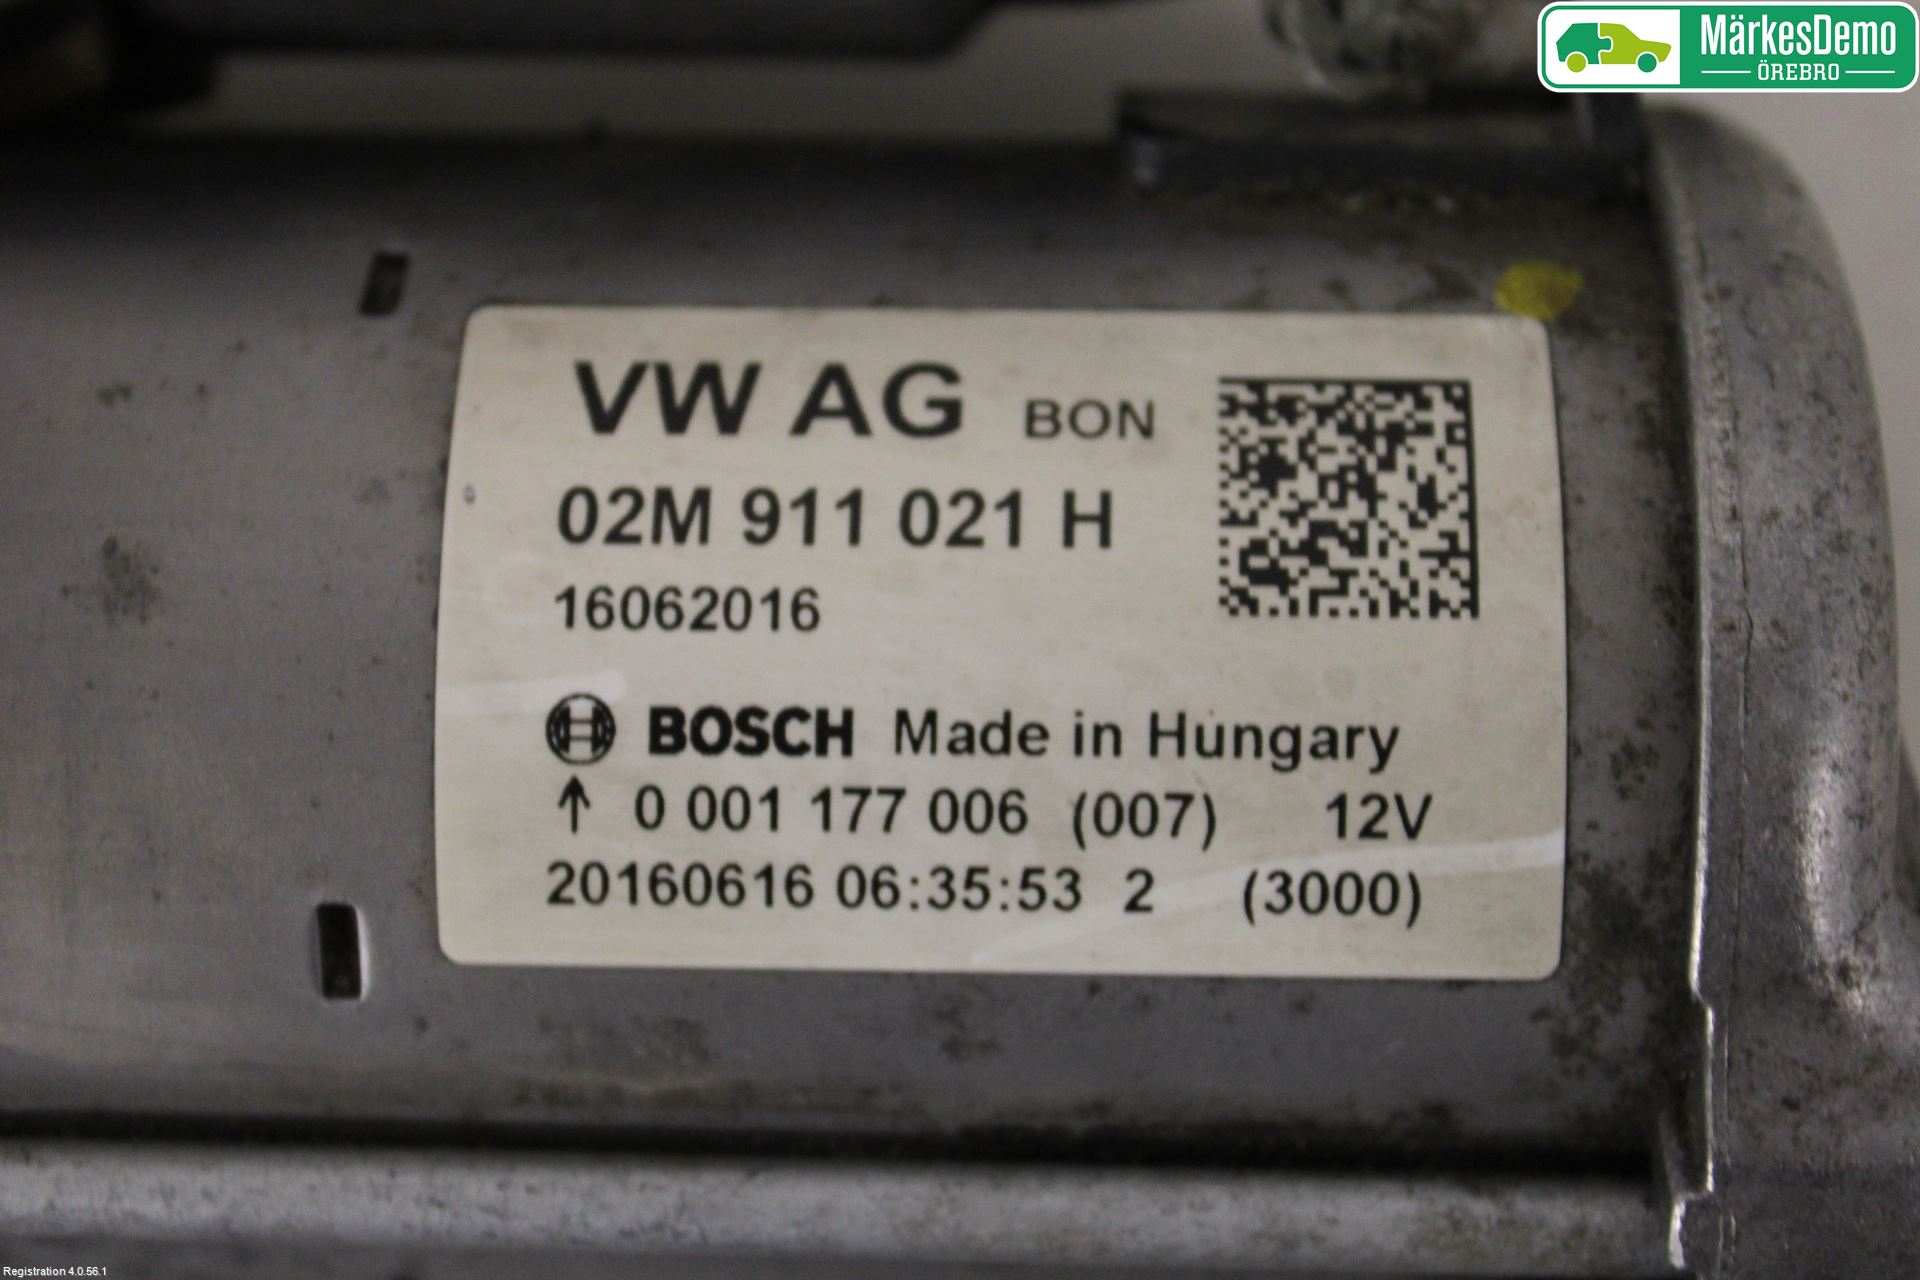 MärkesDemo
ÖREBRO
VW AG BON
02M 911 021 H
16062016
BOSCH Made in Hungary
↑ 0 001 177 006 (007) 12V
20160616 06:35:53 2 (3000)
Registration 4.0.56.1